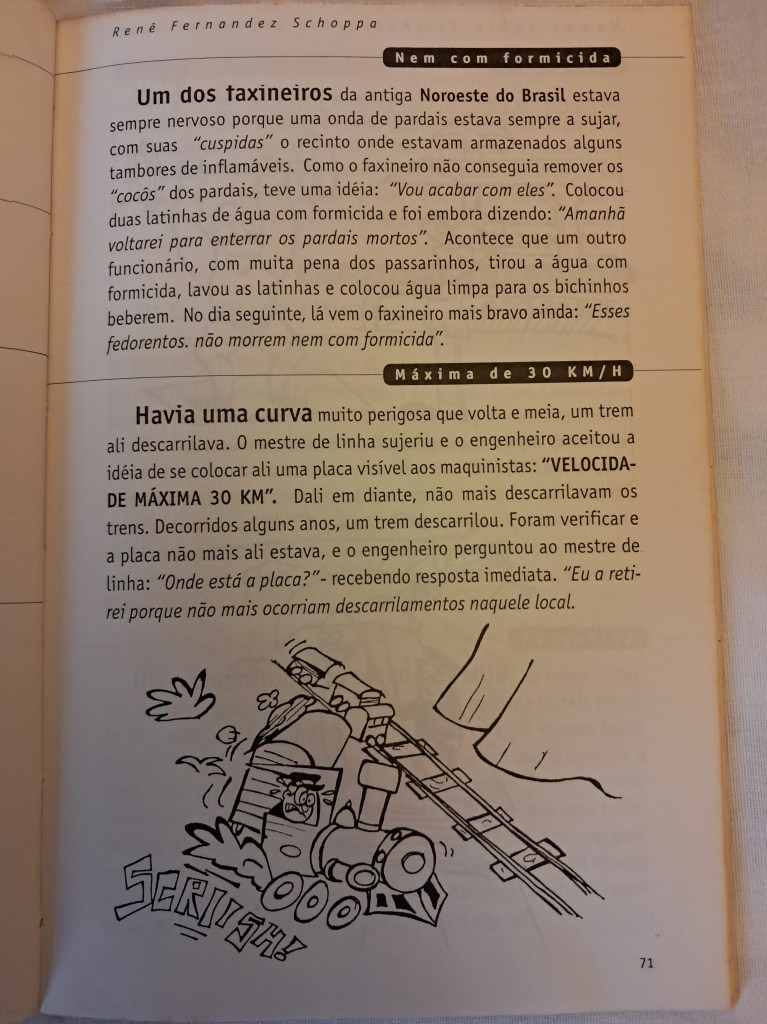 Renê Fernandez Schoppa
Nem com formicida
Um dos faxineiros da antiga Noroeste do Brasil estava
sempre nervoso porque uma onda de pardais estava sempre a sujar,
com suas "cuspidas" o recinto onde estavam armazenados alguns
tambores de inflamáveis. Como o faxineiro não conseguia remover os
"cocôs" dos pardais, teve uma idéia: "Vou acabar com eles". Colocou
duas latinhas de água com formicida e foi embora dizendo: "Amanhã
voltarei para enterrar os pardais mortos". Acontece que um outro
funcionário, com muita pena dos passarinhos, tirou a água com
formicida, lavou as latinhas e colocou água limpa para os bichinhos
beberem. No dia seguinte, lá vem o faxineiro mais bravo ainda: "Esses
fedorentos. não morrem nem com formicida".
Máxima de 30 KM/H
Havia uma curva muito perigosa que volta e meia, um trem
ali descarrilava. O mestre de linha sujeriu e o engenheiro aceitou a
idéia de se colocar ali uma placa visível aos maquinistas: "VELOCIDA-
DE MÁXIMA 30 KM". Dali em diante, não mais descarrilavam os
trens. Decorridos alguns anos, um trem descarrilou. Foram verificar e
a placa não mais ali estava, e o engenheiro perguntou ao mestre de
linha: "Onde está a placa?"- recebendo resposta imediata. "Eu a reti-
rei porque não mais ocorriam descarrilamentos naquele local.
SCRIISH!
71